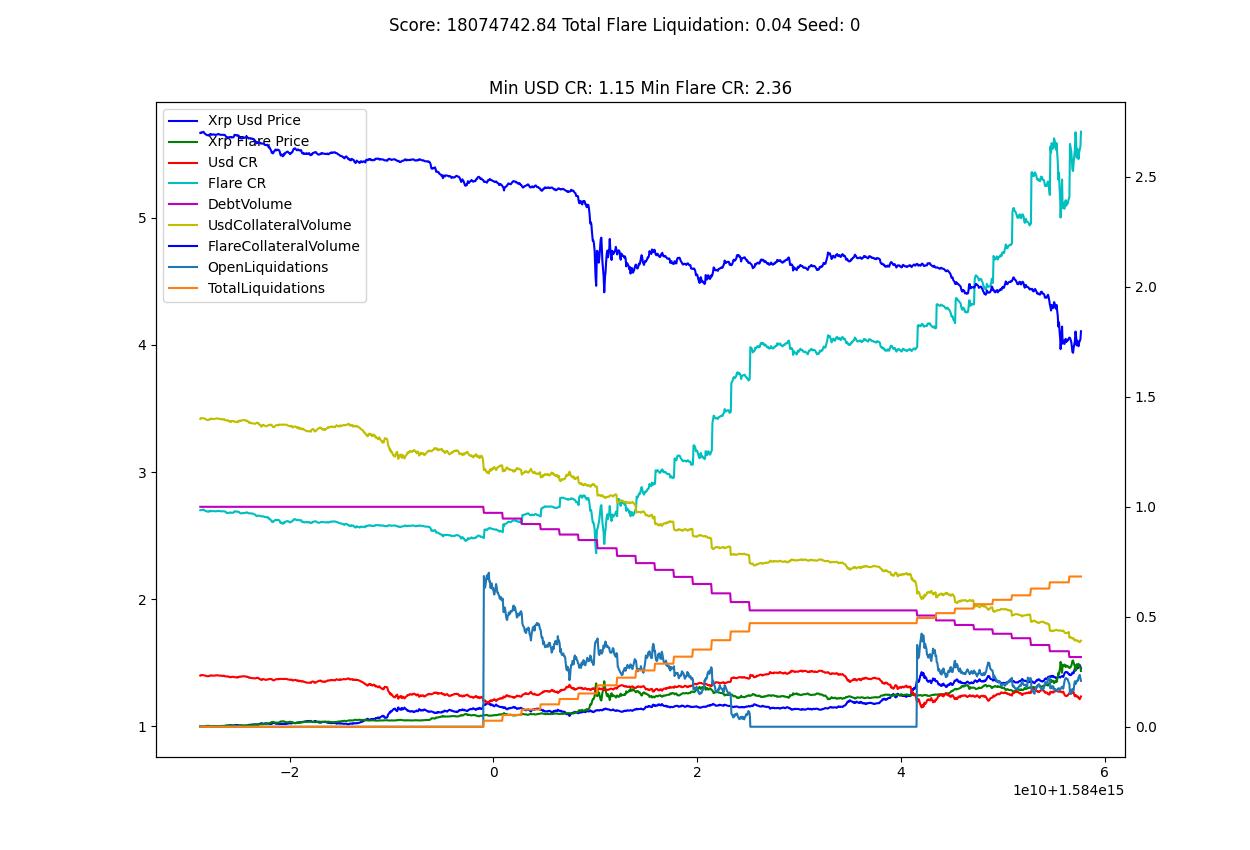 Score: 18074742.84 Total Flare Liquidation: 0.04 Seed: 0
Min USD CR: 1.15 Min Flare CR: 2.36
Xrp Usd Price
Xrp Flare Price
Usd CR
Flare CR
DebtVolume
UsdCollateralVolume
FlareCollateralVolume
OpenLiquidations
TotalLiquidations
5
4
3
2
1
2.5
2.0
1.5
1.0
0.5
0.0
−2
0
2
4
6
1e10+1.584e15